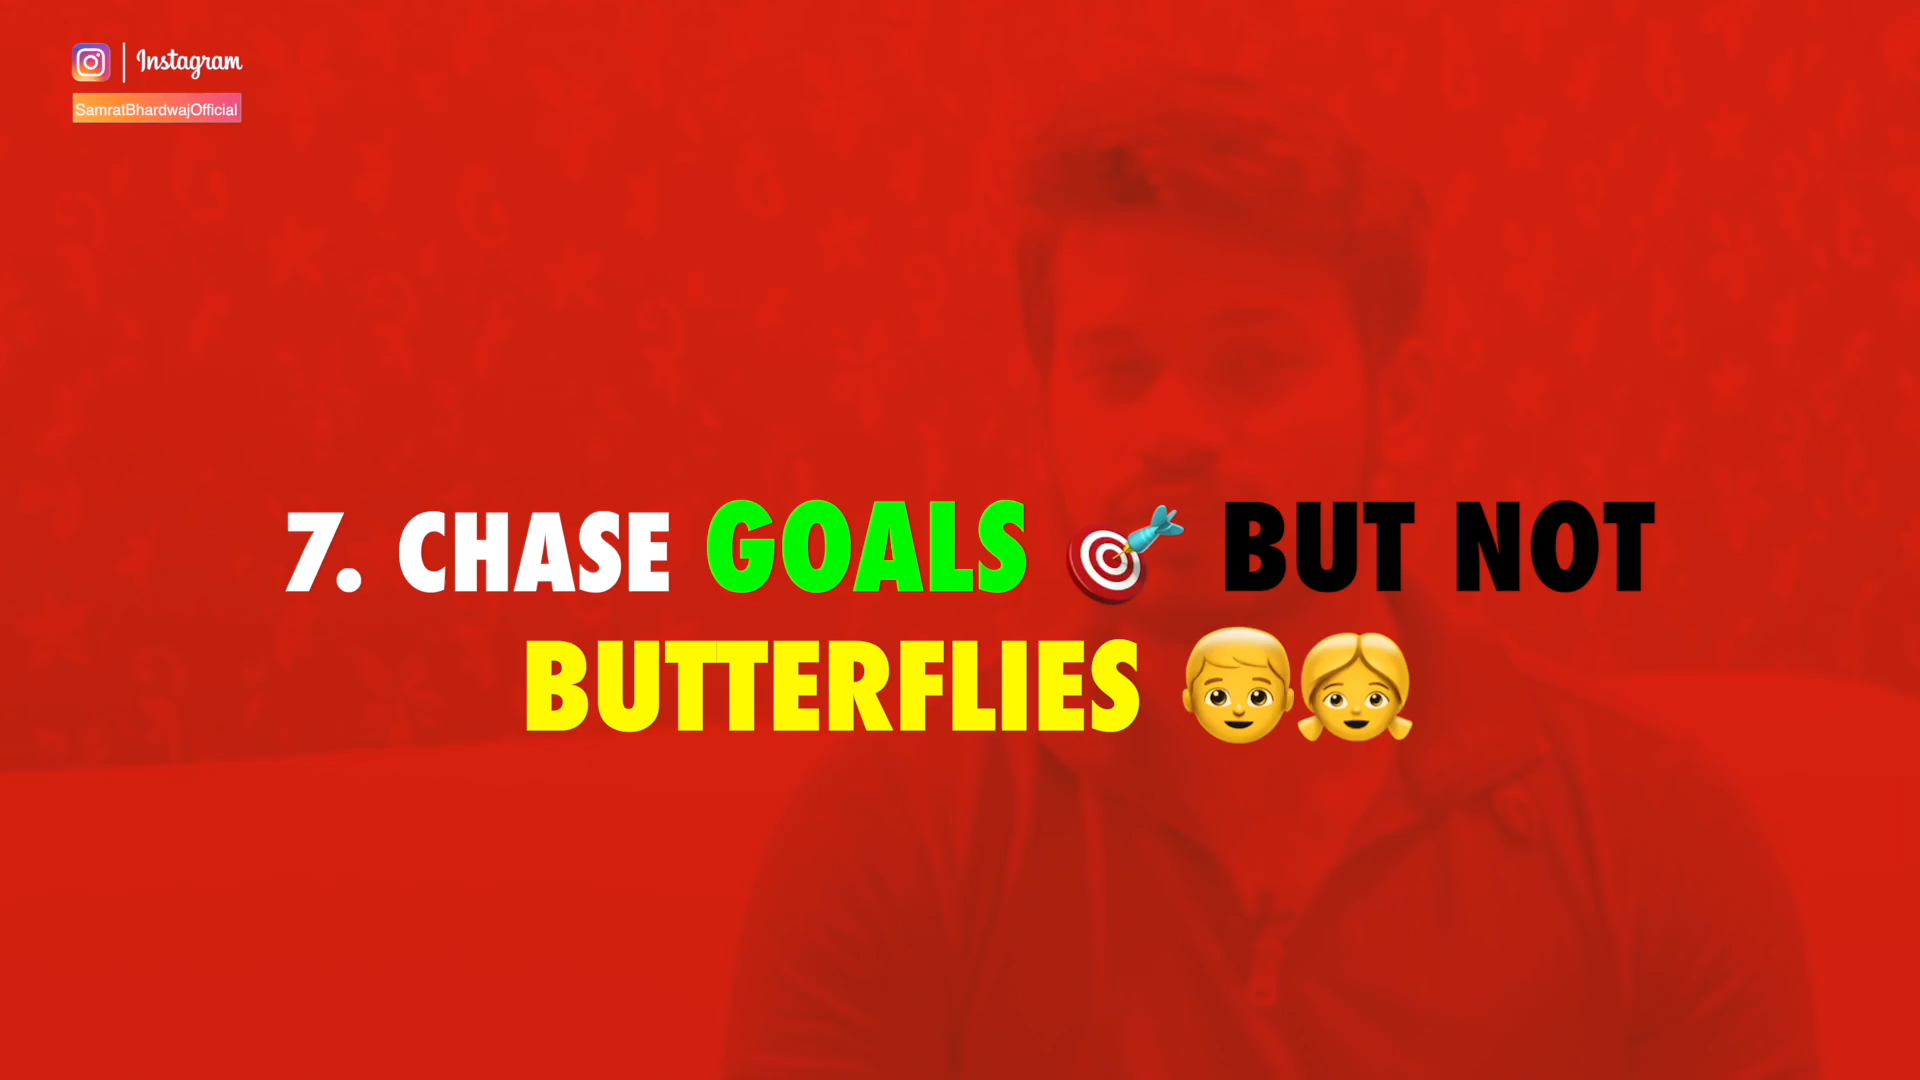 Instagram
SamratBhardwajOfficial
7. CHASE GOALS 🎯 BUT NOT
BUTTERFLIES 👦👧